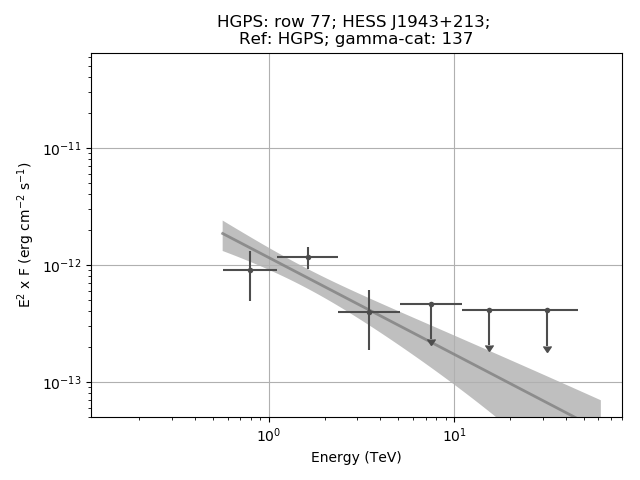 HGPS: row 77; HESS J1943+213;
Ref: HGPS; gamma-cat: 137
E² x F (erg cm⁻² s⁻¹)
10⁻¹¹
10⁻¹²
10⁻¹³
10⁰ 10¹
Energy (TeV)